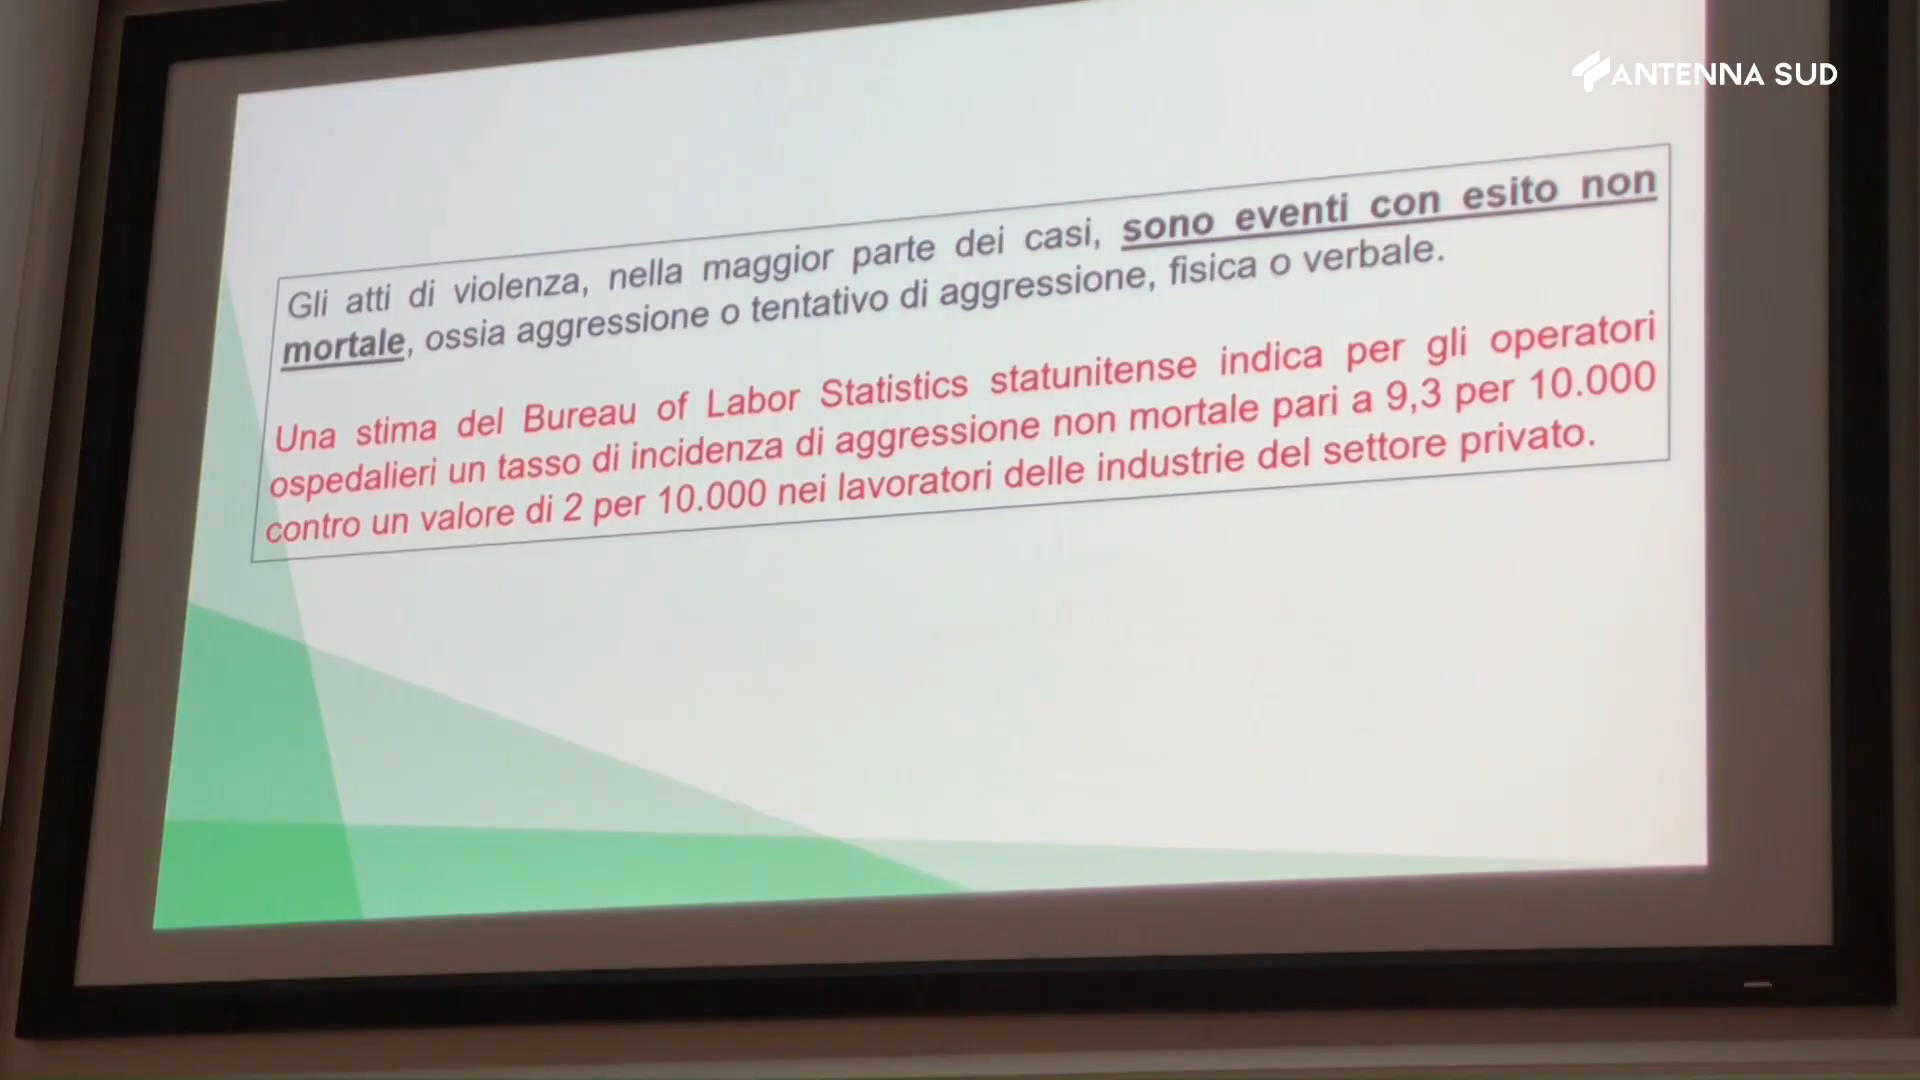 ANTENNA SUD
Gli atti di violenza, nella maggior parte dei casi, sono eventi con esito non
mortale, ossia aggressione o tentativo di aggressione, fisica o verbale.
Una stima del Bureau of Labor Statistics statunitense indica per gli operatori
ospedalieri un tasso di incidenza di aggressione non mortale pari a 9,3 per 10.000
contro un valore di 2 per 10.000 nei lavoratori delle industrie del settore privato.